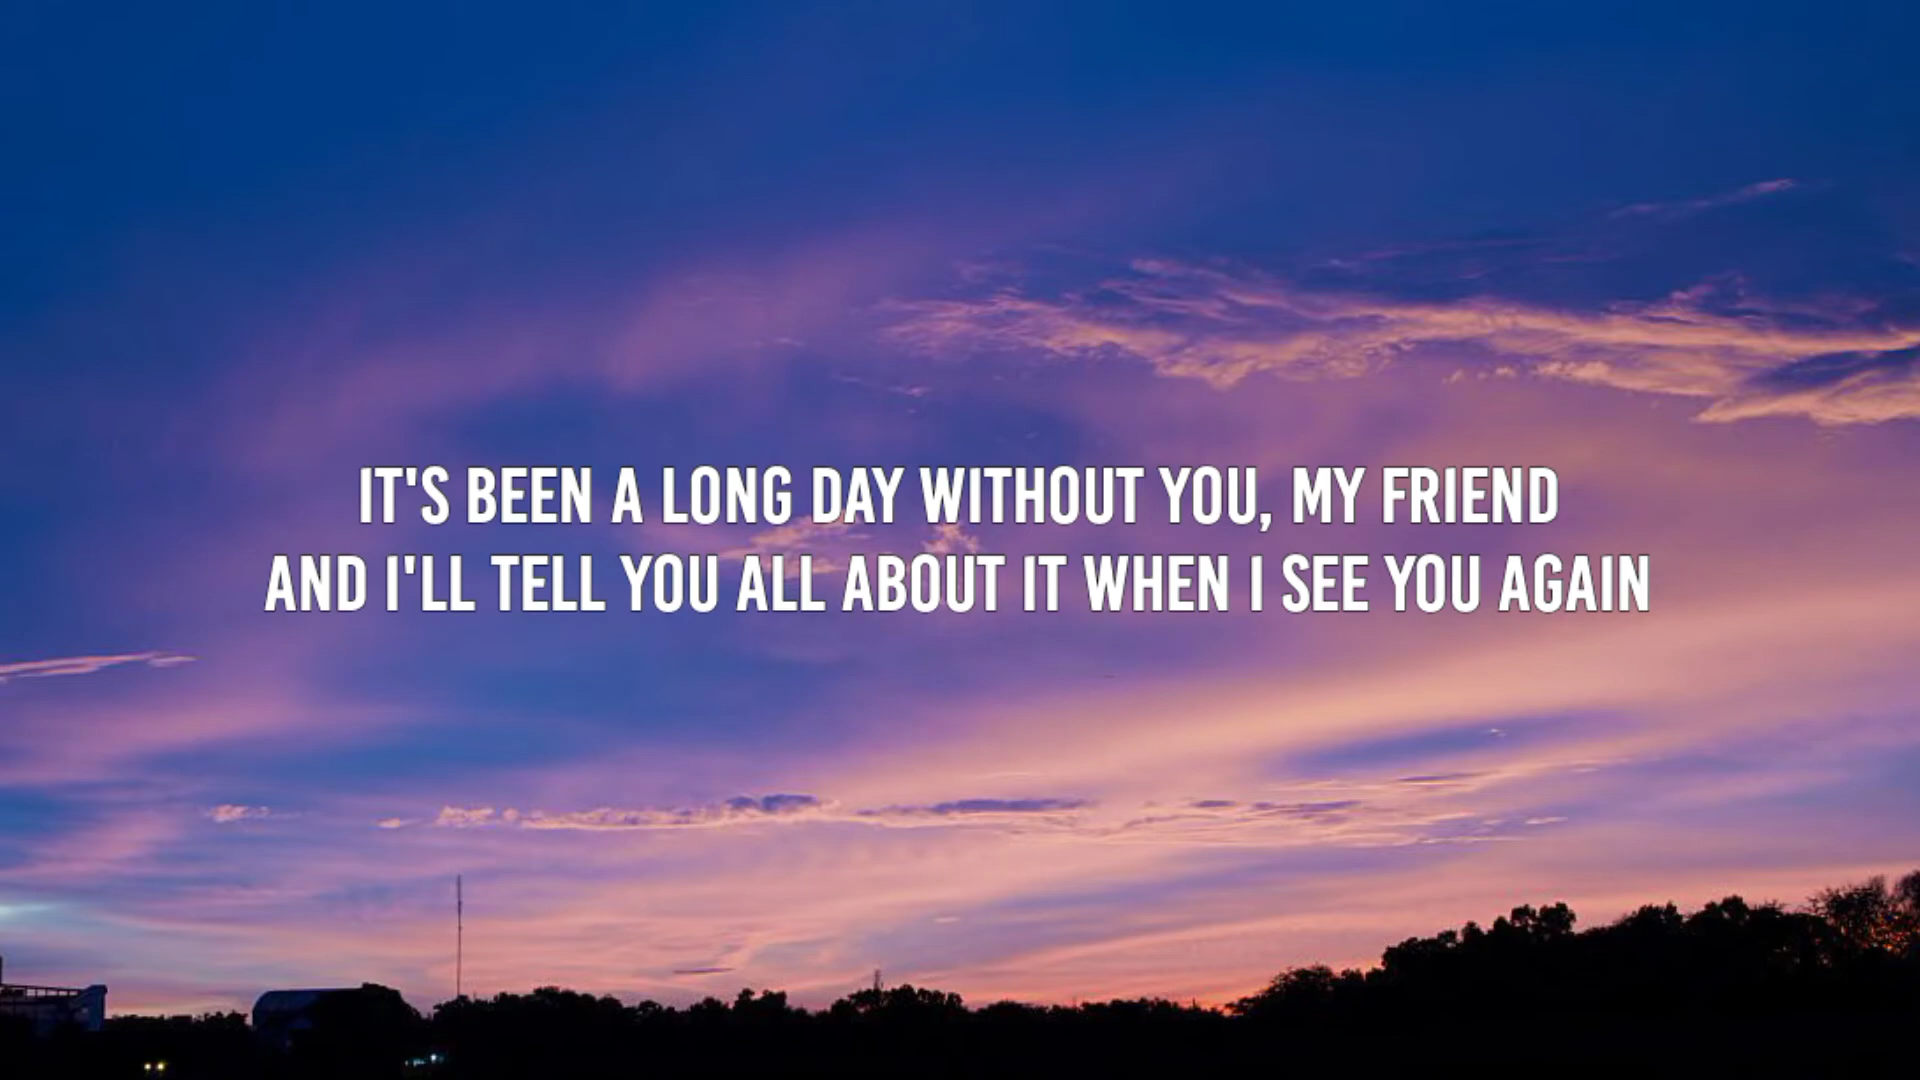 IT'S BEEN A LONG DAY WITHOUT YOU, MY FRIEND
AND I'LL TELL YOU ALL ABOUT IT WHEN I SEE YOU AGAIN